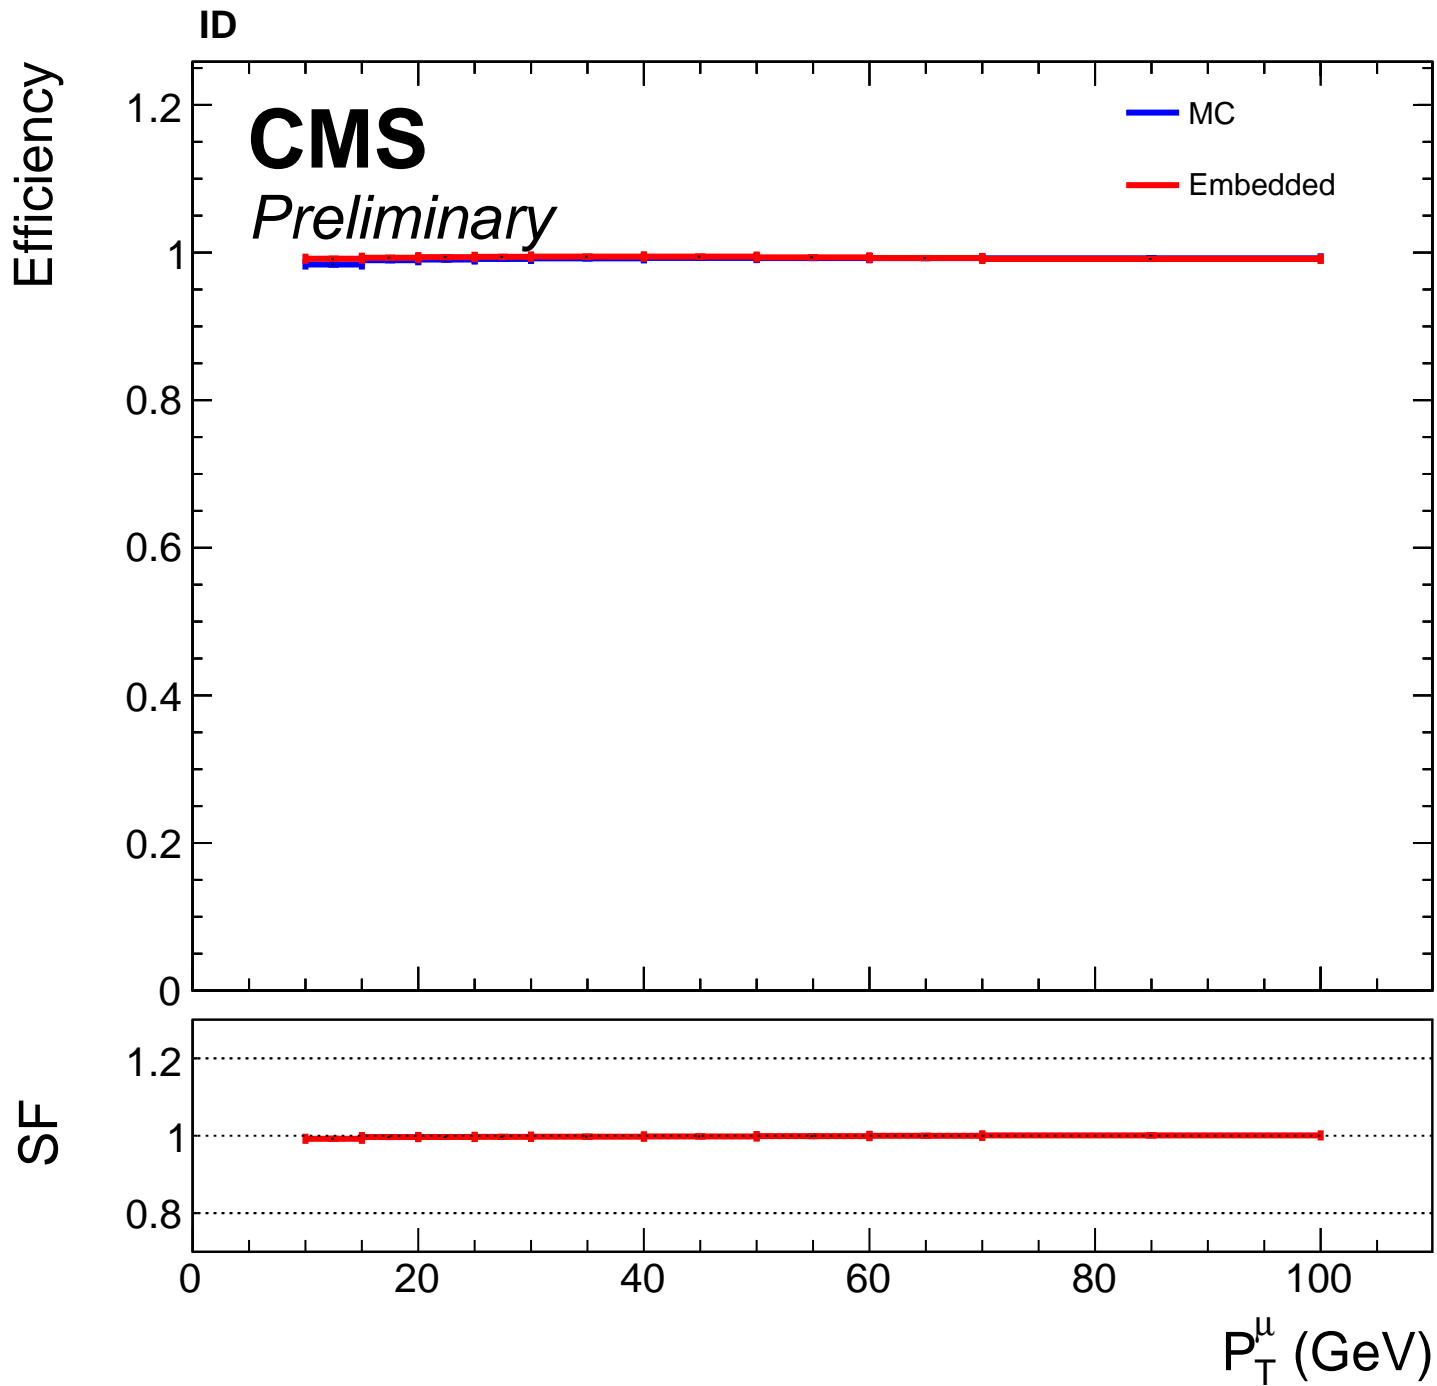 ID
Efficiency
CMS
Preliminary
MC
Embedded
1.2
1
0.8
0.6
0.4
0.2
0
SF
1.2
1
0.8
0 20 40 60 80 100
P_T^μ (GeV)